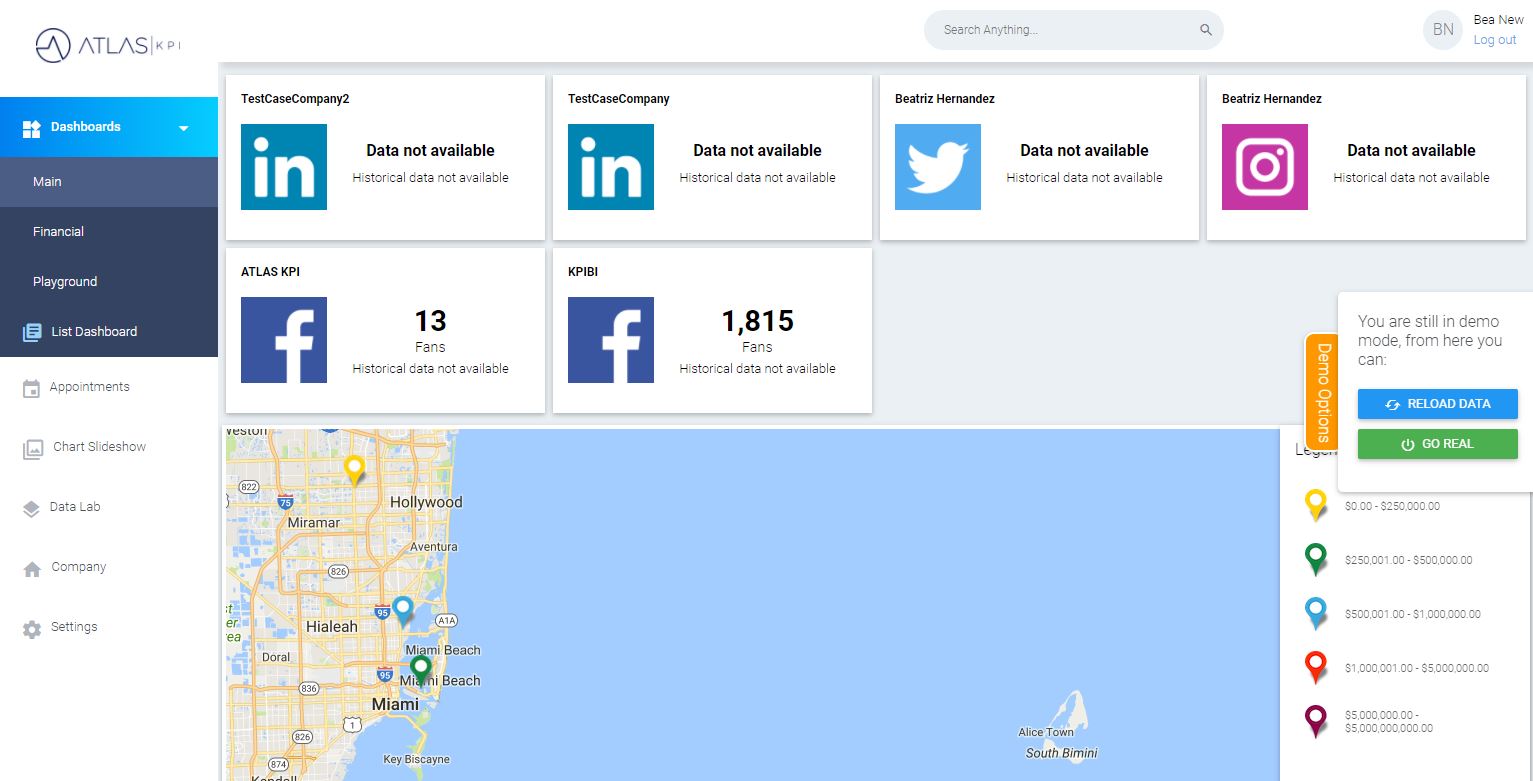 ATLAS|KPI
Search Anything...
BN
Bea New
Log out
Dashboards
Main
Financial
Playground
List Dashboard
Appointments
Chart Slideshow
Data Lab
Company
Settings
TestCaseCompany2
in
Data not available
Historical data not available
TestCaseCompany
in
Data not available
Historical data not available
Beatriz Hernandez
Data not available
Historical data not available
Beatriz Hernandez
Data not available
Historical data not available
ATLAS KPI
f
13
Fans
Historical data not available
KPIBI
f
1,815
Fans
Historical data not available
Demo Options
You are still in demo
mode, from here you
can:
RELOAD DATA
GO REAL
822
75
Hollywood
Miramar
Aventura
826
95
A1A
Hialeah
Miami Beach
Doral
95
Miami Beach
836
Miami
1
826
Alice Town
South Bimini
Key Biscayne
874
Kendall
$0.00 - $250,000.00
$250,001.00 - $500,000.00
$500,001.00 - $1,000,000.00
$1,000,001.00 - $5,000,000.00
$5,000,000.00 -
$5,000,000,000.00